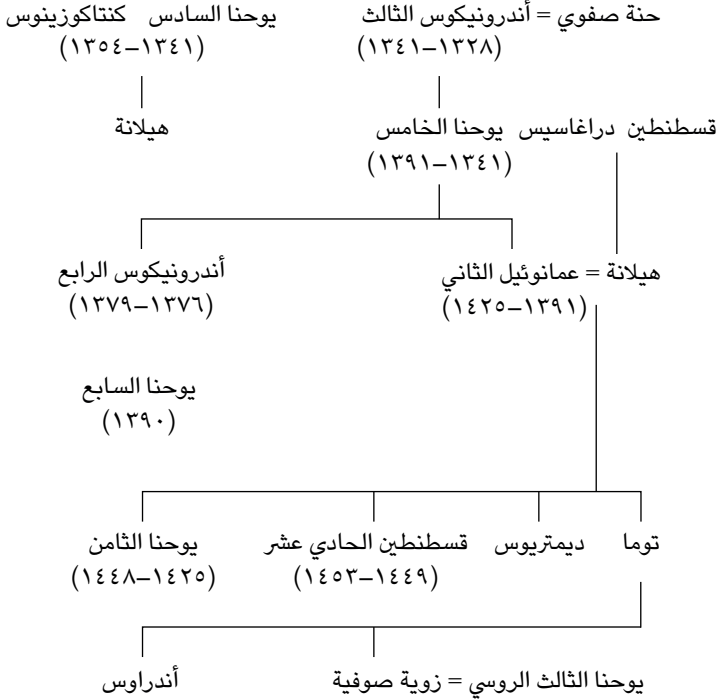 حنة صفوي = أندرونيكوس الثالث يوحنا السادس كنتاكوزينوس
(١٣٢٨–١٣٤١) (١٣٤١–١٣٥٤)
هيلانة
قسطنطين دراغاسيس يوحنا الخامس
(١٣٤١–١٣٩١)
هيلانة = عمانوئيل الثاني أندرونيكوس الرابع
(١٣٩١–١٤٢٥) (١٣٧٦–١٣٧٩)
يوحنا السابع
(١٣٩٠)
توما ديمتريوس قسطنطين الحادي عشر يوحنا الثامن
(١٤٤٩–١٤٥٣) (١٤٢٥–١٤٤٨)
يوحنا الثالث الروسي = زوية صوفية أندراوس